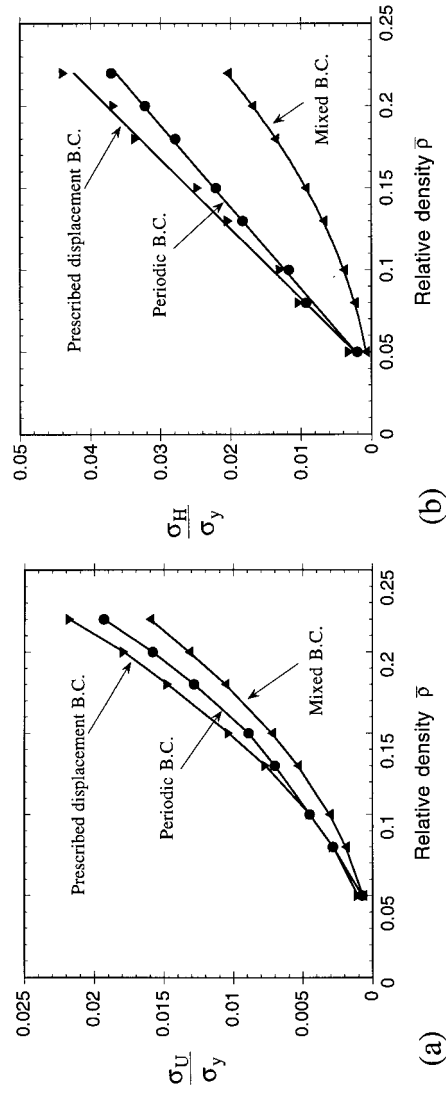 (a)
σU
σy
0.025
0.02
0.015
0.01
0.005
0
0
0.05
0.1
0.15
0.2
0.25
Relative density ρ̅
Prescribed displacement B.C.
Periodic B.C.
Mixed B.C.
(b)
σH
σy
0.05
0.04
0.03
0.02
0.01
0
0
0.05
0.1
0.15
0.2
0.25
Relative density ρ̅
Prescribed displacement B.C.
Periodic B.C.
Mixed B.C.